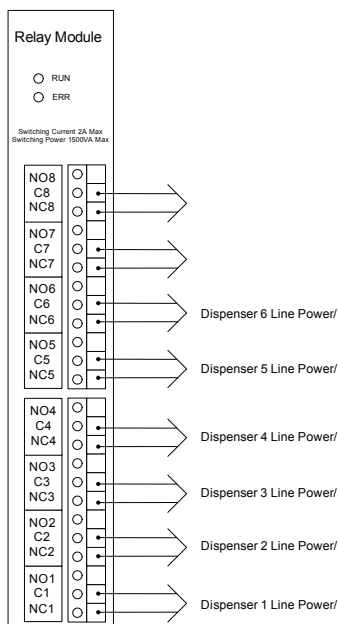 Relay Module
RUN
ERR
Switching Current 2A Max
Switching Power 1500VA Max
NO8
C8
NC8
NO7
C7
NC7
NO6
C6
NC6
Dispenser 6 Line Power/
NO5
C5
NC5
Dispenser 5 Line Power/
NO4
C4
NC4
Dispenser 4 Line Power/
NO3
C3
NC3
Dispenser 3 Line Power/
NO2
C2
NC2
Dispenser 2 Line Power/
NO1
C1
NC1
Dispenser 1 Line Power/